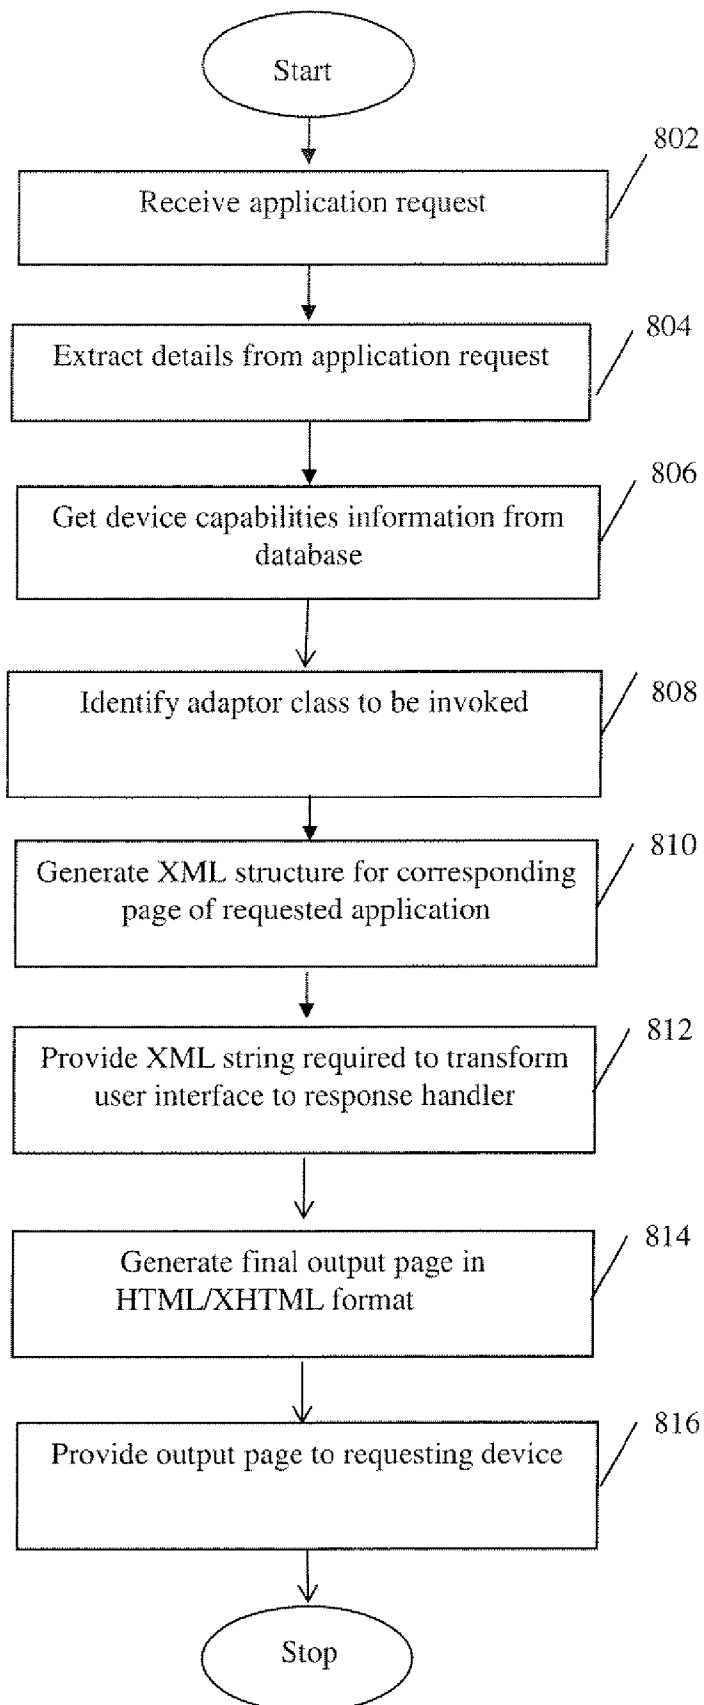 Start
802
Receive application request
804
Extract details from application request
806
Get device capabilities information from
database
808
Identify adaptor class to be invoked
810
Generate XML structure for corresponding
page of requested application
812
Provide XML string required to transform
user interface to response handler
814
Generate final output page in
HTML/XHTML format
816
Provide output page to requesting device
Stop